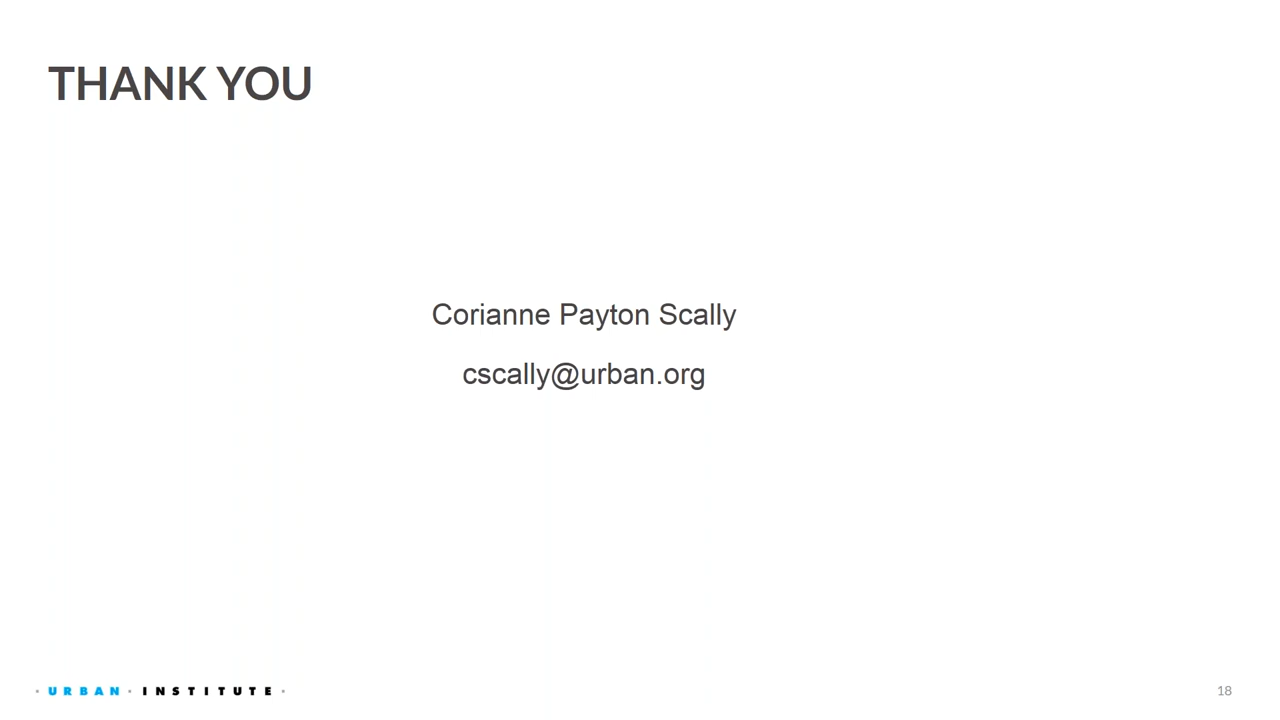 THANK YOU
Corianne Payton Scally
cscally@urban.org
· URBAN · INSTITUTE ·
18